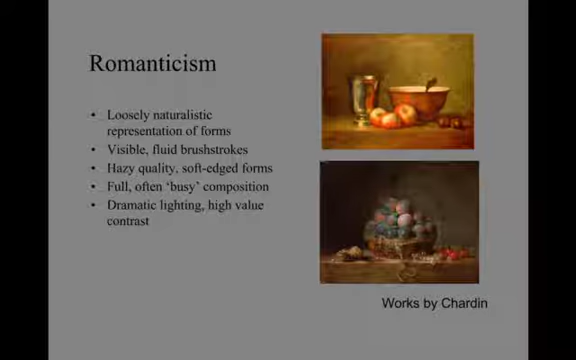 Romanticism
• Loosely naturalistic
representation of forms
• Visible, fluid brushstrokes
• Hazy quality, soft-edged forms
• Full, often ‘busy’ composition
• Dramatic lighting, high value
contrast
Works by Chardin